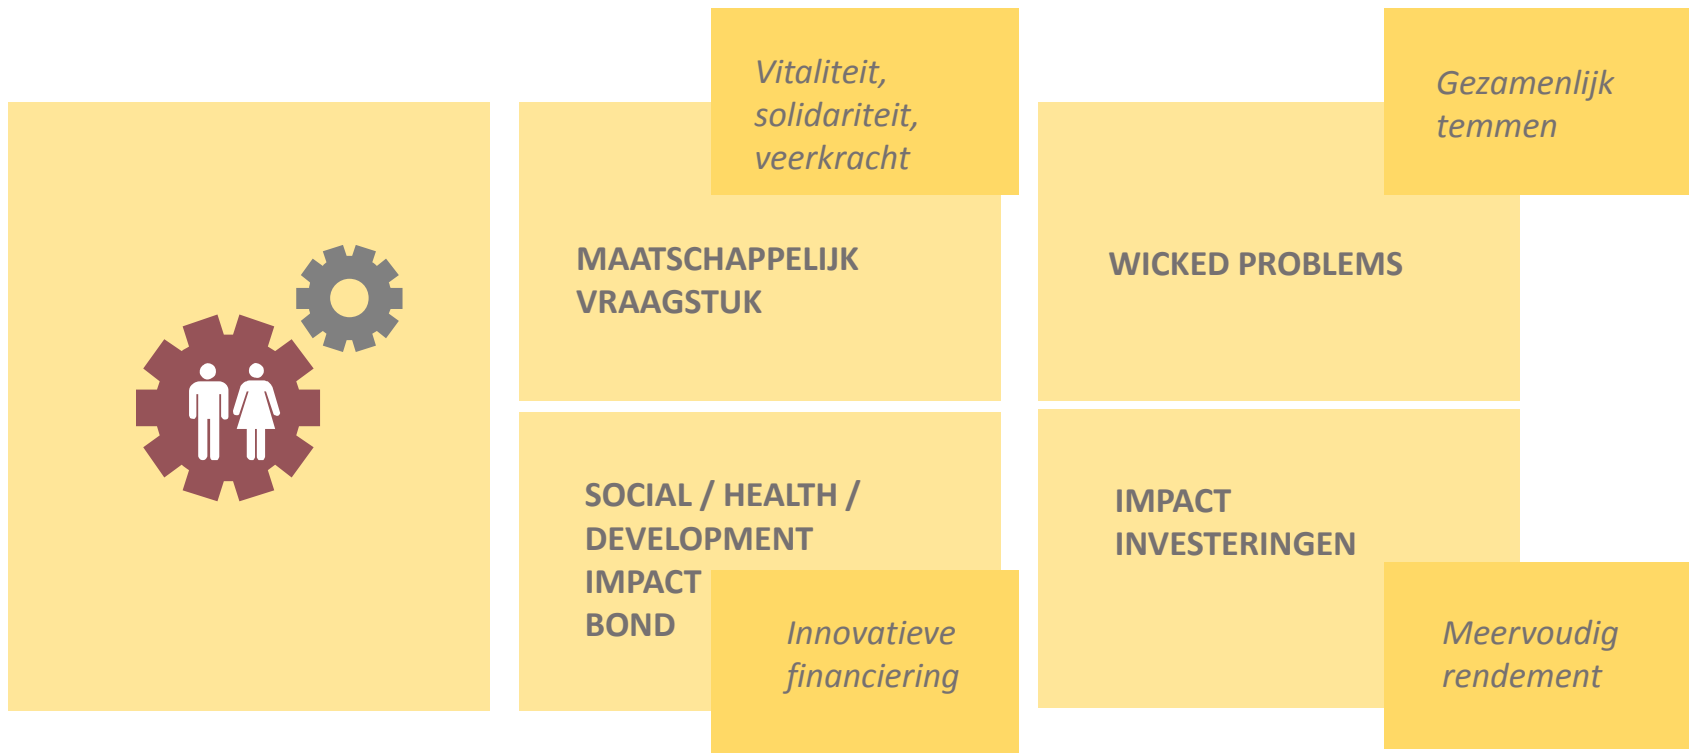 Vitaliteit,
solidariteit,
veerkracht
MAATSCHAPPELIJK
VRAAGSTUK
Gezamenlijk
temmen
WICKED PROBLEMS
SOCIAL / HEALTH /
DEVELOPMENT
IMPACT
BOND
Innovatieve
financiering
IMPACT
INVESTERINGEN
Meervoudig
rendement